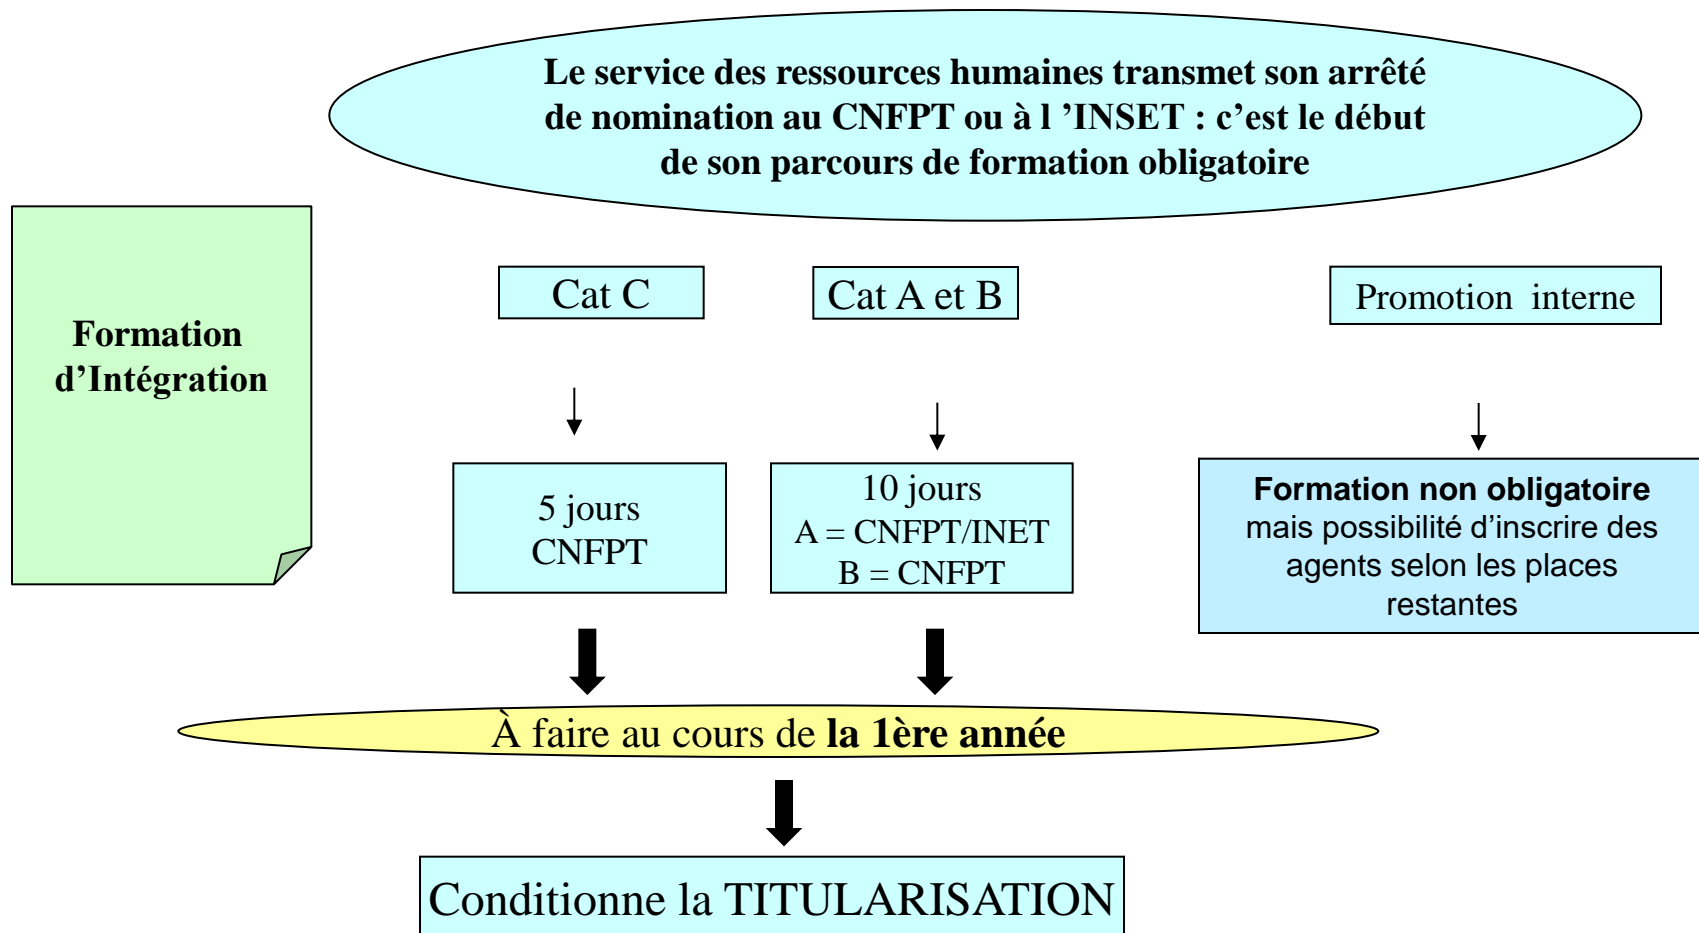 Le service des ressources humaines transmet son arrêté
de nomination au CNFPT ou à l ’INSET : c’est le début
de son parcours de formation obligatoire
Formation
d’Intégration
Cat C
Cat A et B
Promotion interne
5 jours
CNFPT
10 jours
A = CNFPT/INET
B = CNFPT
Formation non obligatoire
mais possibilité d’inscrire des
agents selon les places
restantes
À faire au cours de la 1ère année
Conditionne la TITULARISATION